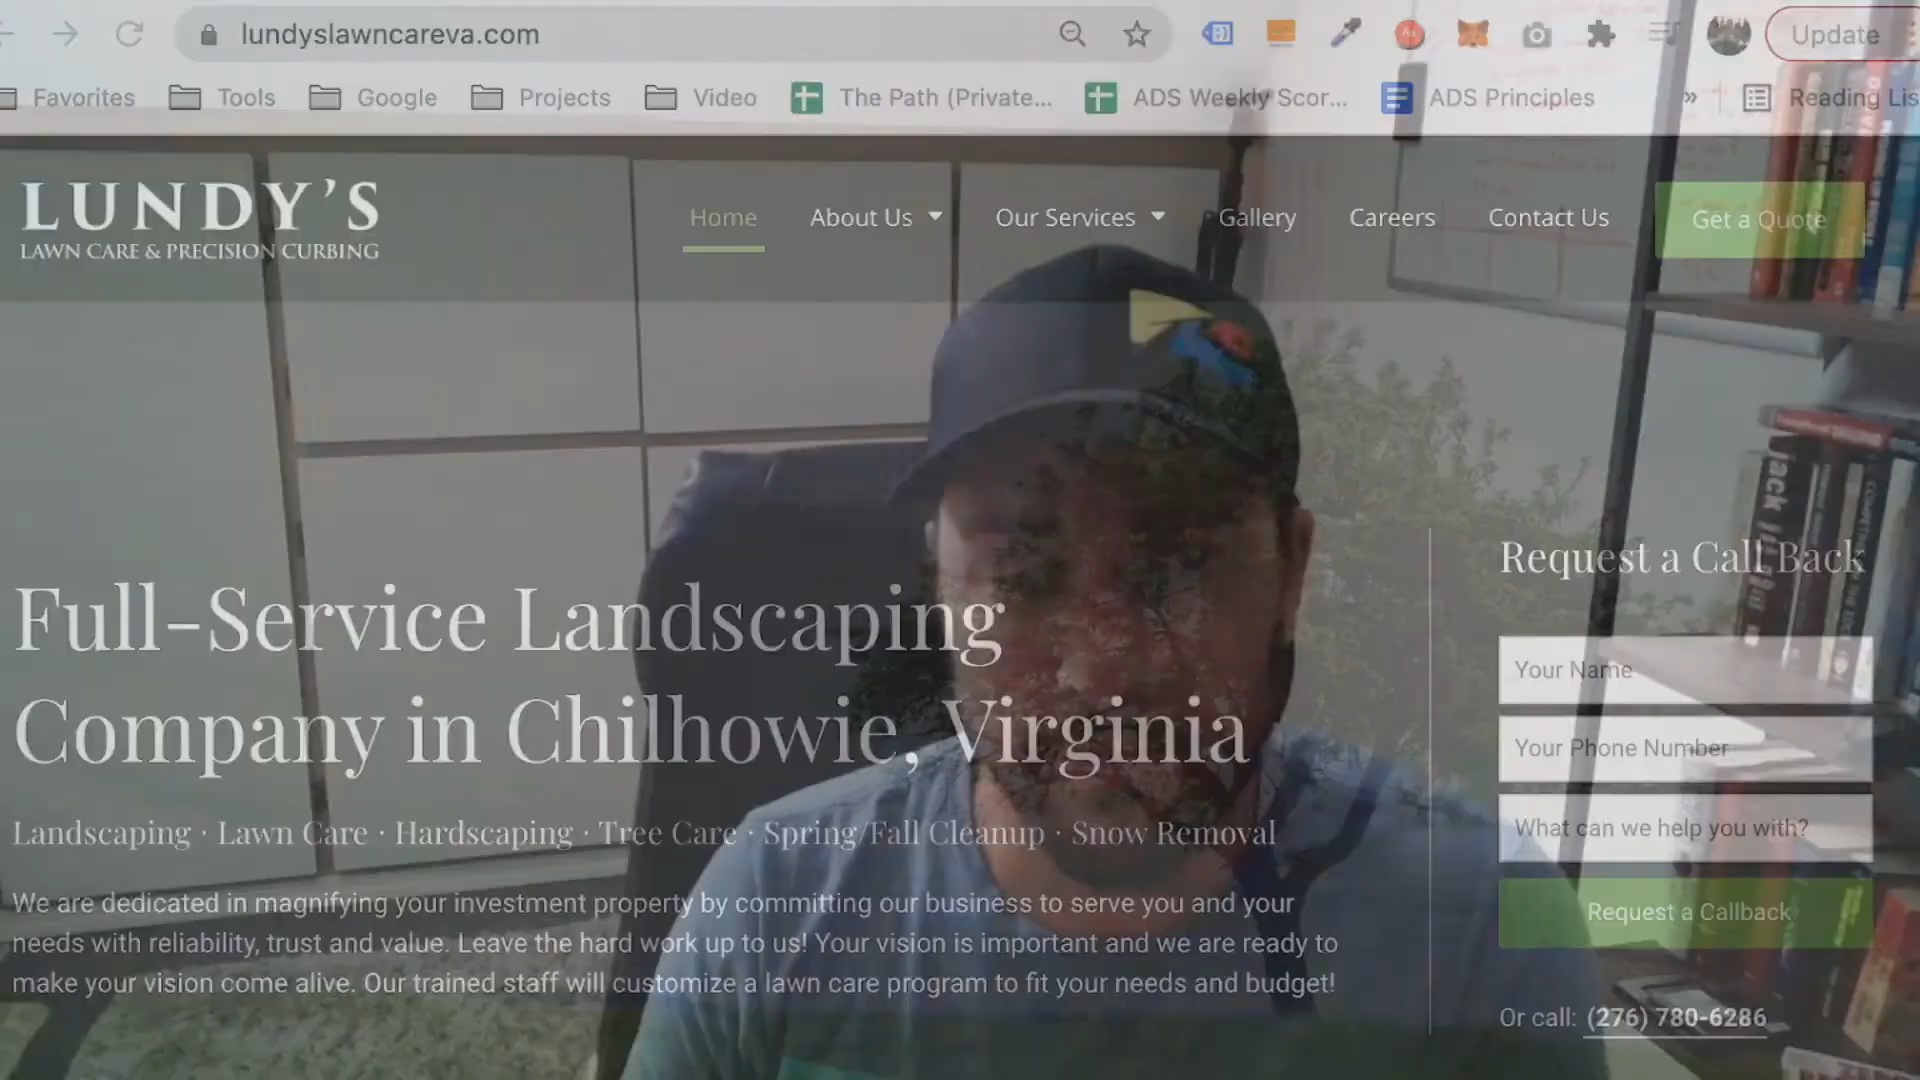 lundyslawncareva.com
Update
Favorites Tools Google Projects Video The Path (Private... ADS Weekly Scor... ADS Principles » Reading Lis
LUNDY'S
LAWN CARE & PRECISION CURBING
Home About Us Our Services Gallery Careers Contact Us Get a Quote
Full-Service Landscaping
Company in Chilhowie, Virginia
Landscaping · Lawn Care · Hardscaping · Tree Care · Spring/Fall Cleanup · Snow Removal
We are dedicated in magnifying your investment property by committing our business to serve you and your
needs with reliability, trust and value. Leave the hard work up to us! Your vision is important and we are ready to
make your vision come alive. Our trained staff will customize a lawn care program to fit your needs and budget!
Request a Call Back
Your Name
Your Phone Number
What can we help you with?
Request a Callback
Or call: (276) 780-6286
Jack